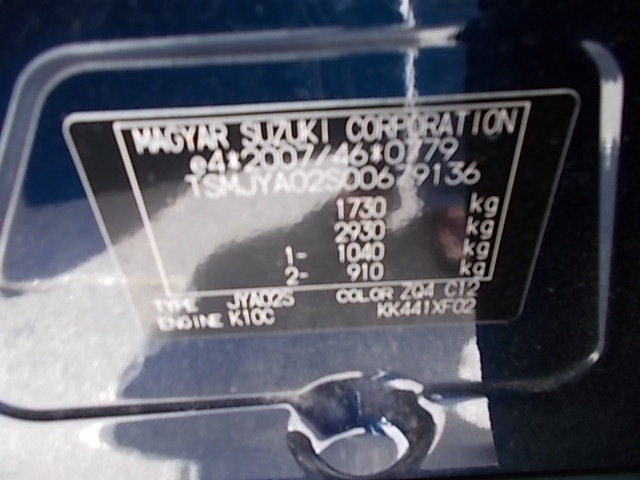 MAGYAR SUZUKI CORPORATION
e4*2007/46*0779
TSMJYA02S00679136
1730 kg
2930 kg
1- 1040 kg
2- 910 kg
TYPE JYA02S COLOR ZQ4 CT2
ENGINE K10C KK441XF02